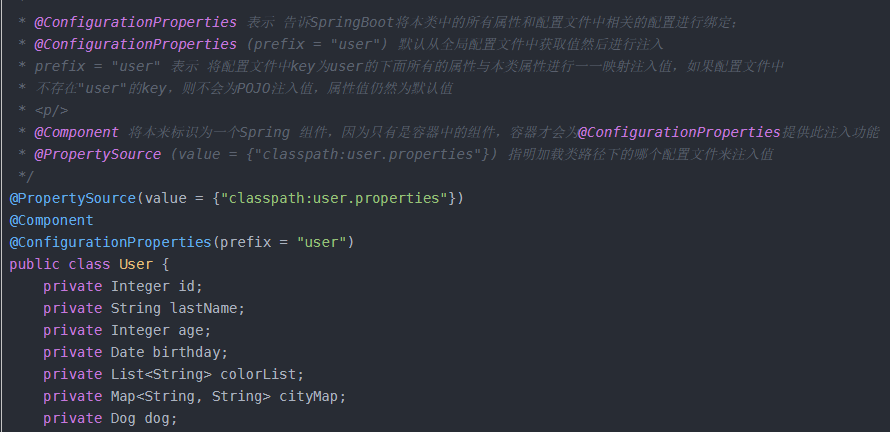 * @ConfigurationProperties 表示 告诉SpringBoot将本类中的所有属性和配置文件中相关的配置进行绑定;
* @ConfigurationProperties (prefix = "user") 默认从全局配置文件中获取值然后进行注入
* prefix = "user" 表示 将配置文件中key为user的下面所有的属性与本类属性进行一一映射注入值，如果配置文件中
* 不存在"user"的key，则不会为POJO注入值，属性值仍然为默认值
* <p/>
* @Component 将本来标识为一个Spring 组件，因为只有是容器中的组件，容器才会为@ConfigurationProperties提供此注入功能
* @PropertySource (value = {"classpath:user.properties"}) 指明加载类路径下的哪个配置文件来注入值
*/
@PropertySource(value = {"classpath:user.properties"})
@Component
@ConfigurationProperties(prefix = "user")
public class User {
    private Integer id;
    private String lastName;
    private Integer age;
    private Date birthday;
    private List<String> colorList;
    private Map<String, String> cityMap;
    private Dog dog;